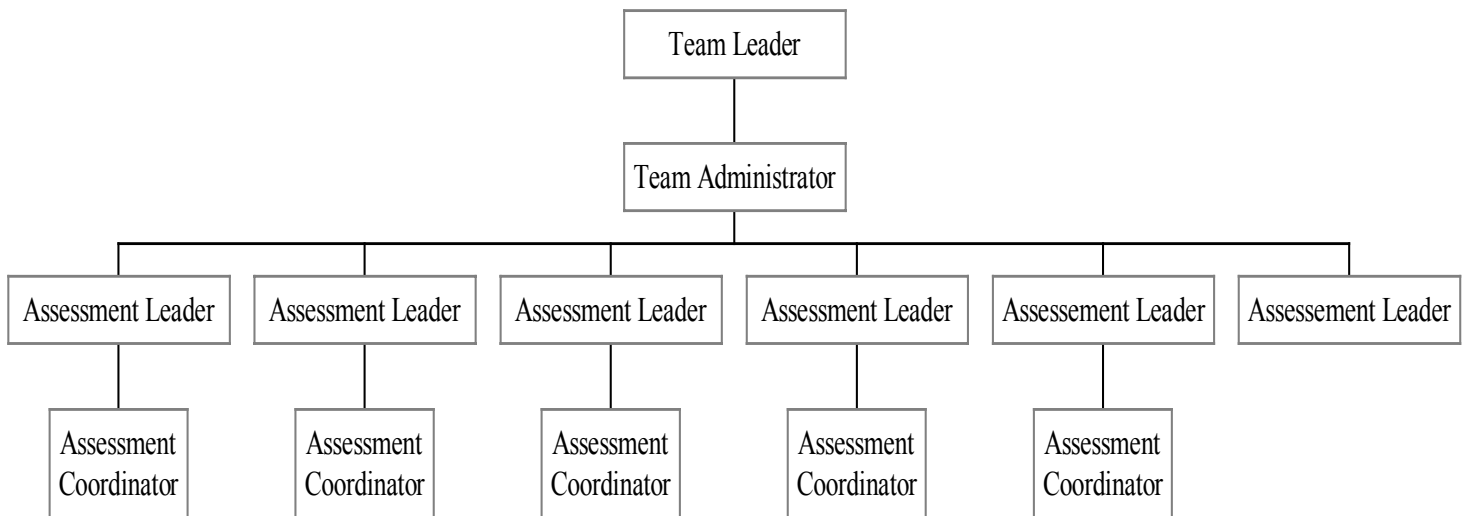 Team Leader
Team Administrator
Assessment Leader
Assessment Leader
Assessment Leader
Assessment Leader
Assessement Leader
Assessement Leader
Assessment
Coordinator
Assessment
Coordinator
Assessment
Coordinator
Assessment
Coordinator
Assessment
Coordinator